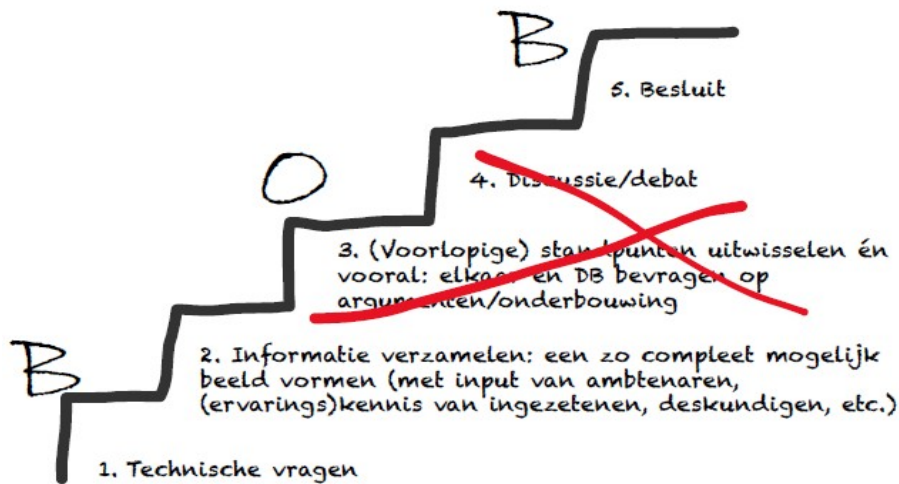 B
5. Besluit
O
4. Discussie/debat
3. (Voorlopige) standpunten uitwisselen én
vooral: elkaar en DB bevragen op
argumenten/onderbouwing
B
2. Informatie verzamelen: een zo compleet mogelijk
beeld vormen (met input van ambtenaren,
(ervarings)kennis van ingezetenen, deskundigen, etc.)
1. Technische vragen